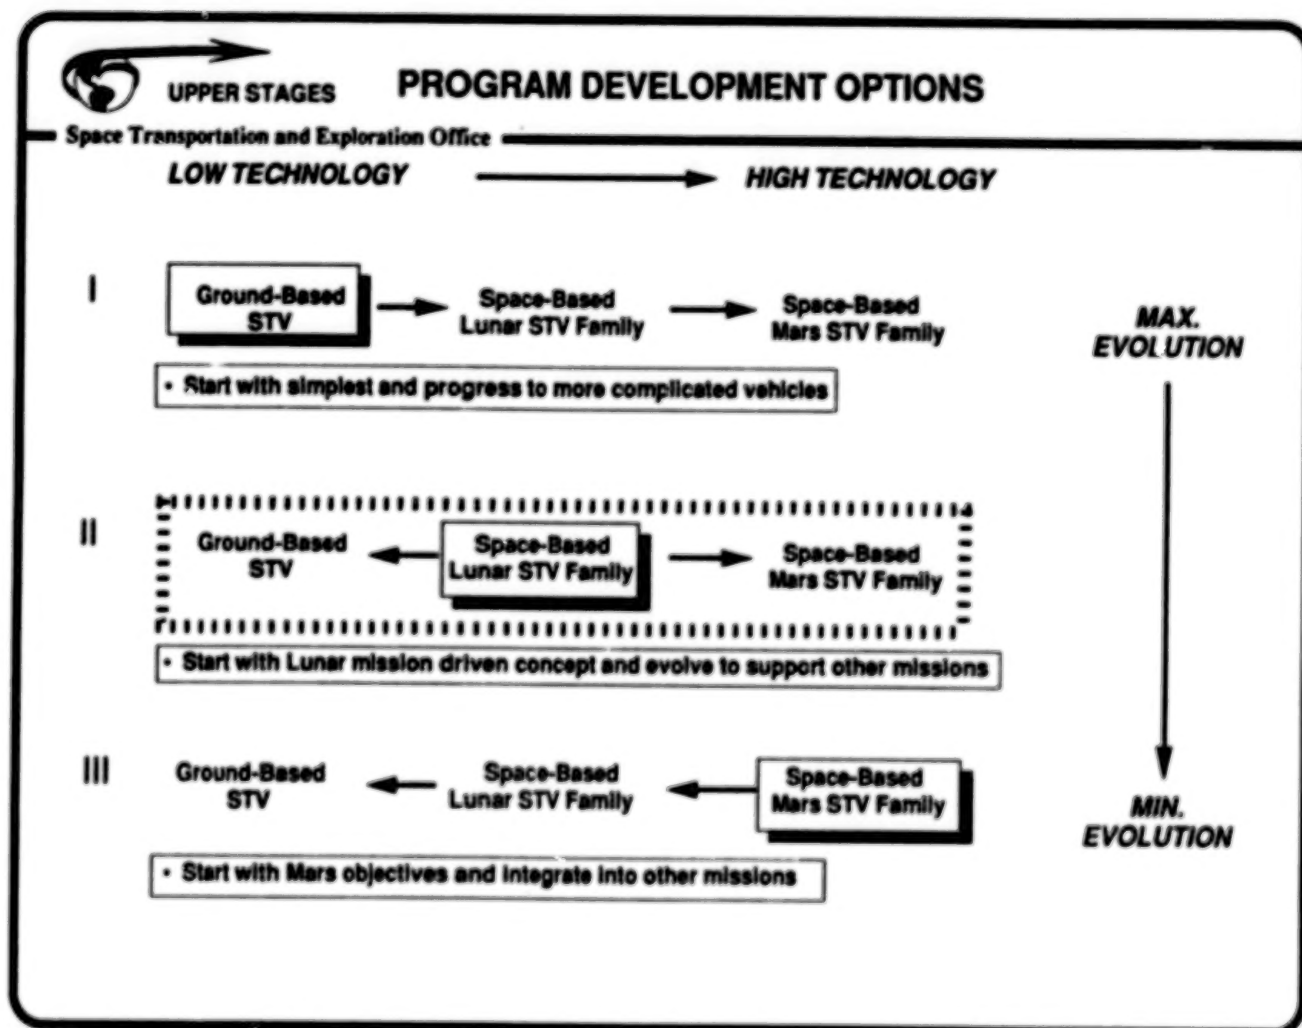 UPPER STAGES
PROGRAM DEVELOPMENT OPTIONS
Space Transportation and Exploration Office
LOW TECHNOLOGY
HIGH TECHNOLOGY
I
Ground-Based
STV
Space-Based
Lunar STV Family
Space-Based
Mars STV Family
MAX.
EVOLUTION
• Start with simplest and progress to more complicated vehicles
II
Ground-Based
STV
Space-Based
Lunar STV Family
Space-Based
Mars STV Family
• Start with Lunar mission driven concept and evolve to support other missions
III
Ground-Based
STV
Space-Based
Lunar STV Family
Space-Based
Mars STV Family
MIN.
EVOLUTION
• Start with Mars objectives and integrate into other missions